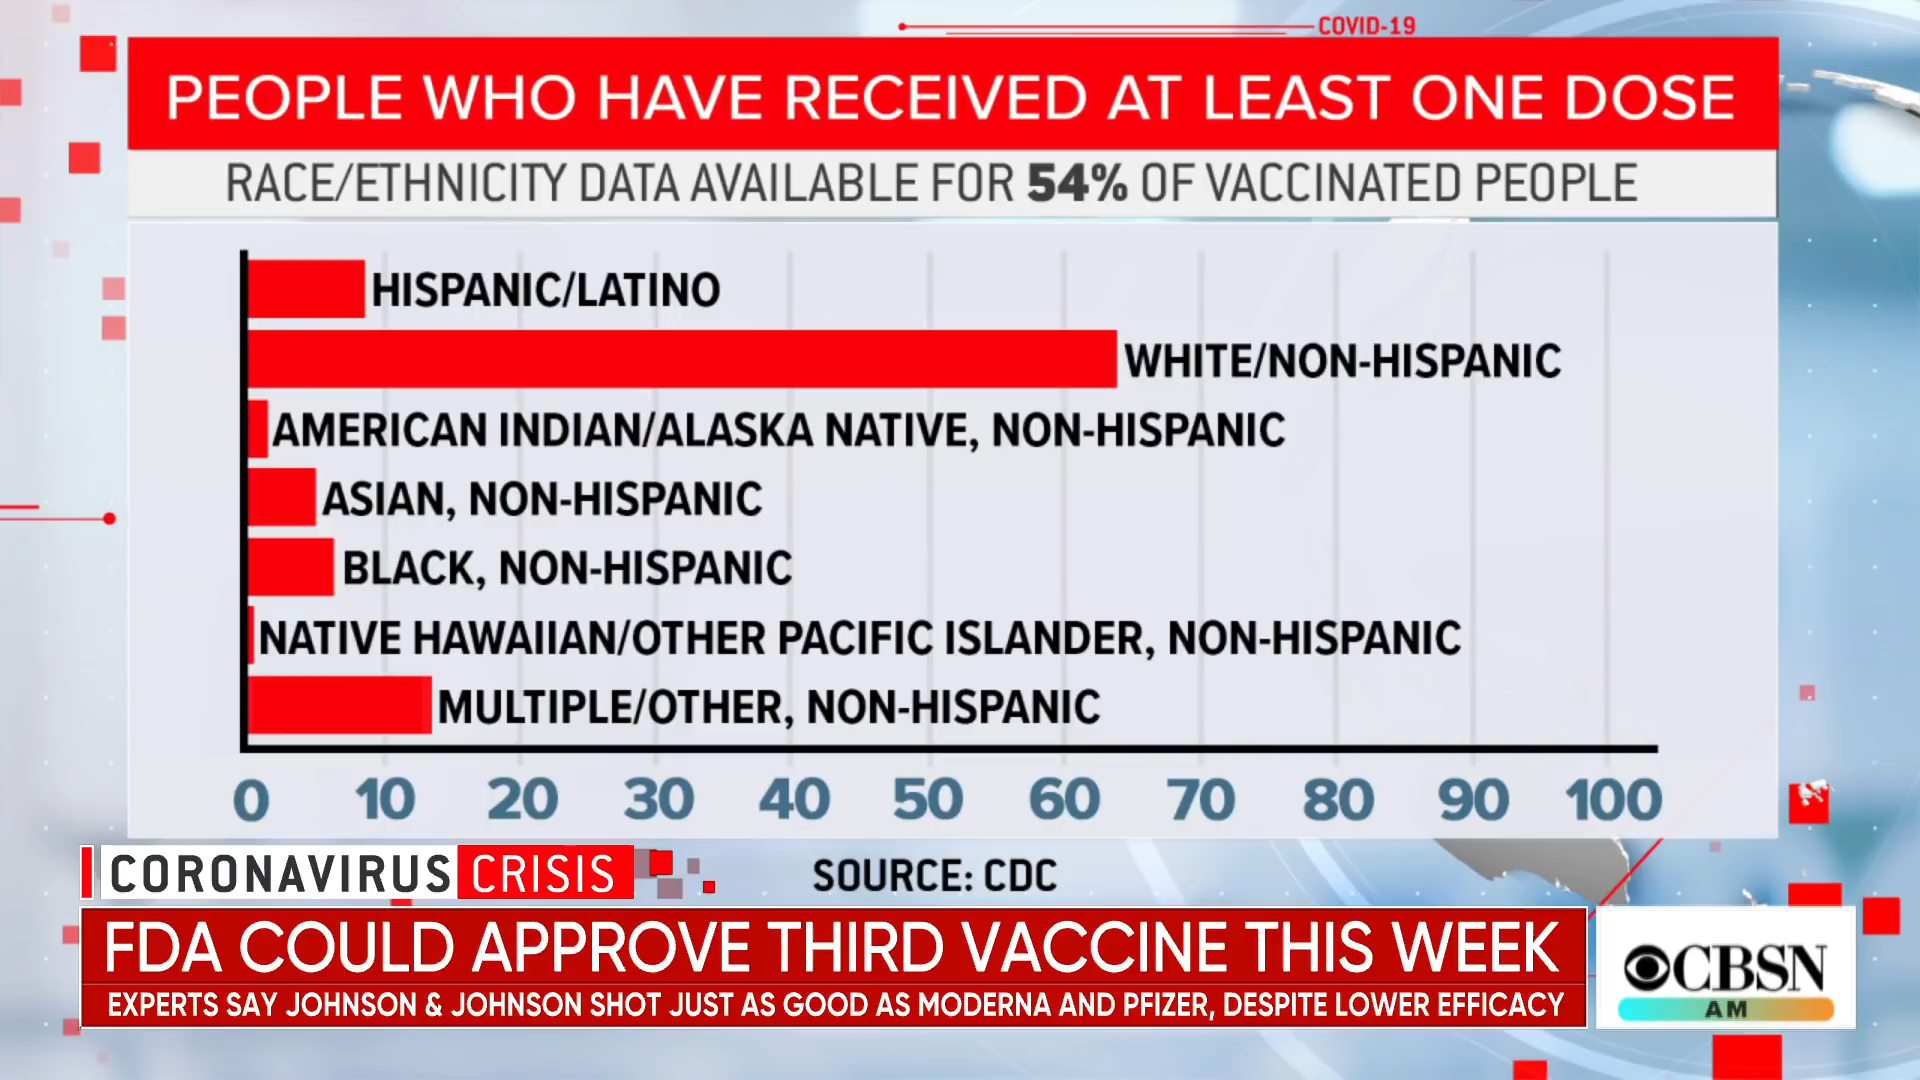 COVID-19
PEOPLE WHO HAVE RECEIVED AT LEAST ONE DOSE
RACE/ETHNICITY DATA AVAILABLE FOR 54% OF VACCINATED PEOPLE
HISPANIC/LATINO
WHITE/NON-HISPANIC
AMERICAN INDIAN/ALASKA NATIVE, NON-HISPANIC
ASIAN, NON-HISPANIC
BLACK, NON-HISPANIC
NATIVE HAWAIIAN/OTHER PACIFIC ISLANDER, NON-HISPANIC
MULTIPLE/OTHER, NON-HISPANIC
0 10 20 30 40 50 60 70 80 90 100
CORONAVIRUS CRISIS
SOURCE: CDC
FDA COULD APPROVE THIRD VACCINE THIS WEEK
EXPERTS SAY JOHNSON & JOHNSON SHOT JUST AS GOOD AS MODERNA AND PFIZER, DESPITE LOWER EFFICACY
CBSN
AM